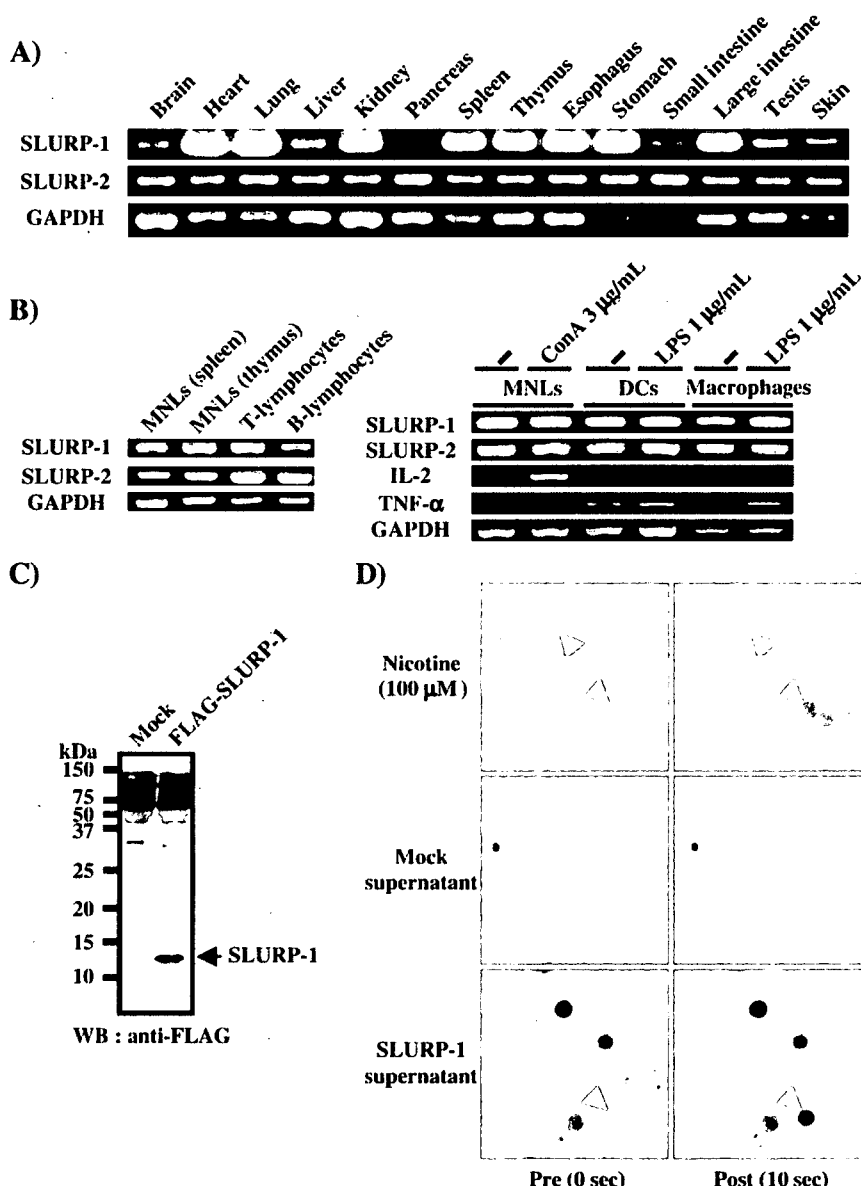 A)
Brain Heart Lung Liver Kidney Pancreas Spleen Thymus Esophagus Stomach Small intestine Large intestine Testis Skin
SLURP-1
SLURP-2
GAPDH
B)
MNLs (spleen) MNLs (thymus) T-lymphocytes B-lymphocytes
SLURP-1
SLURP-2
GAPDH
- ConA 3 µg/mL - LPS 1 µg/mL - LPS 1 µg/mL
MNLs DCs Macrophages
SLURP-1
SLURP-2
IL-2
TNF-α
GAPDH
C)
Mock FLAG-SLURP-1
kDa
150
75
50
37
25
20
15
10
SLURP-1
WB : anti-FLAG
D)
Nicotine
(100 µM)
Mock
supernatant
SLURP-1
supernatant
Pre (0 sec) Post (10 sec)